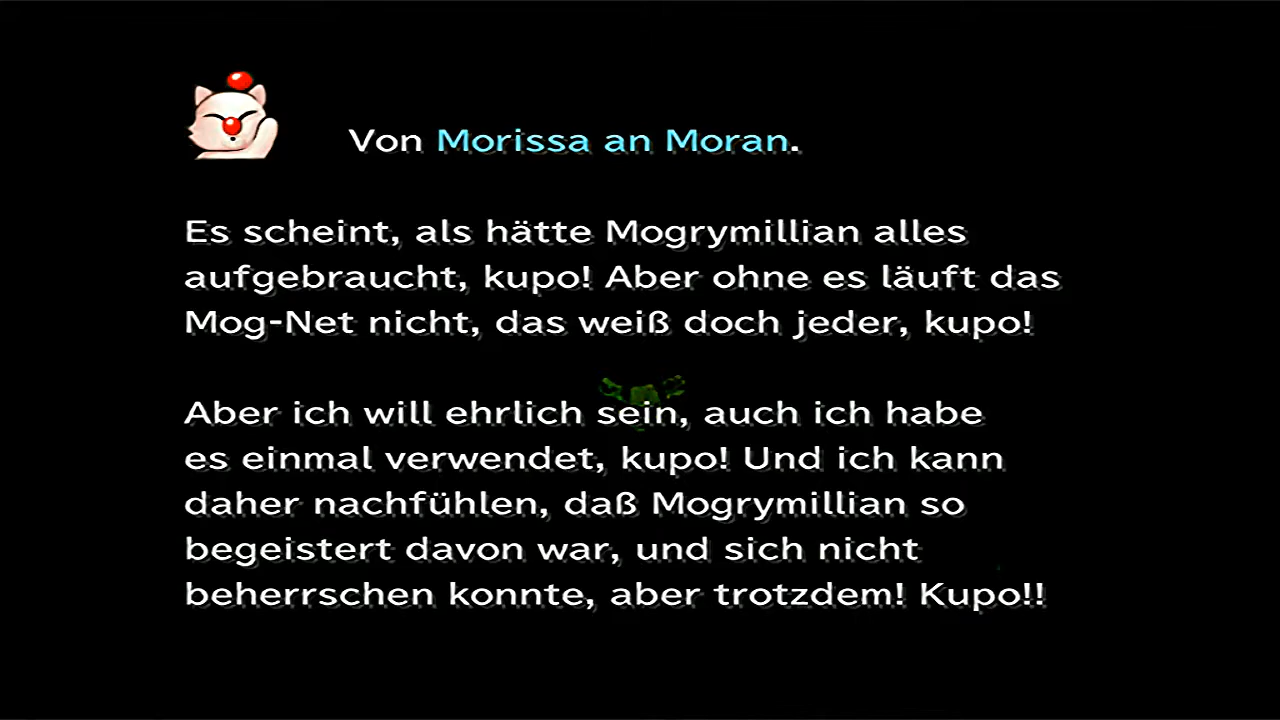 Von Morissa an Moran.
Es scheint, als hätte Mogrymillian alles
aufgebraucht, kupo! Aber ohne es läuft das
Mog-Net nicht, das weiß doch jeder, kupo!
Aber ich will ehrlich sein, auch ich habe
es einmal verwendet, kupo! Und ich kann
daher nachfühlen, daß Mogrymillian so
begeistert davon war, und sich nicht
beherrschen konnte, aber trotzdem! Kupo!!